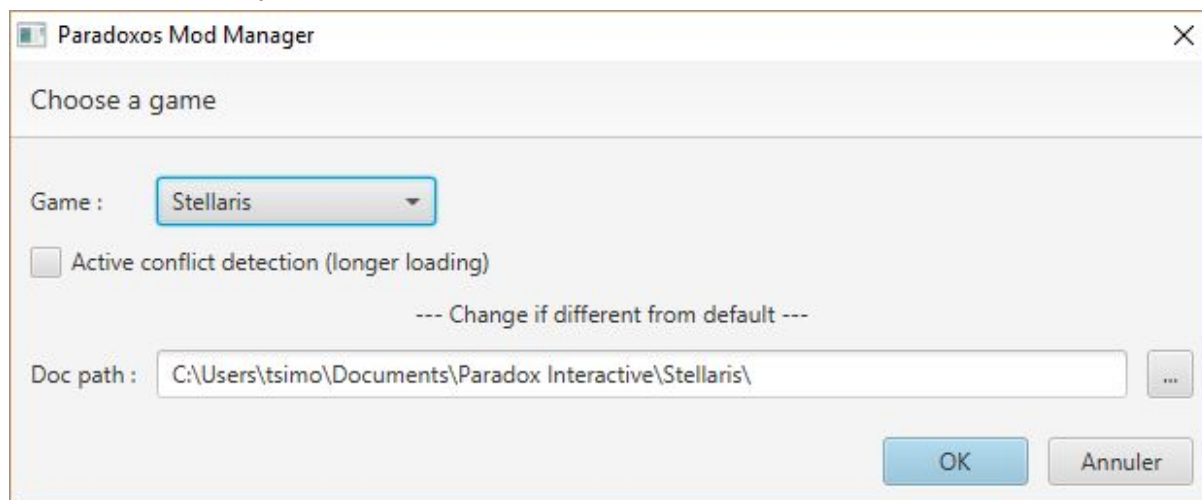 Paradoxos Mod Manager
Choose a game
Game : Stellaris
Active conflict detection (longer loading)
--- Change if different from default ---
Doc path : C:\Users\tsimo\Documents\Paradox Interactive\Stellaris\ ...
OK Annuler